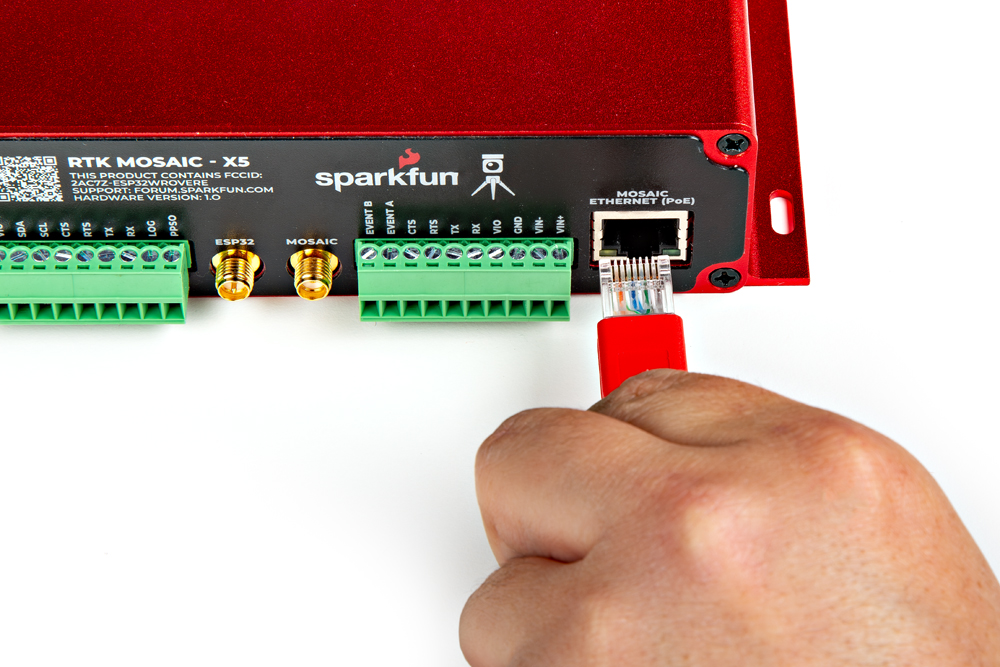 RTK MOSAIC - X5
THIS PRODUCT CONTAINS FCCID:
2AC7Z-ESP32WROVERE
SUPPORT: FORUM.SPARKFUN.COM
HARDWARE VERSION: 1.0
sparkfun
MOSAIC
ETHERNET (PoE)
SDA
SCL
CTS
RTS
TX
RX
LOG
PPSO
ESP32
MOSAIC
EVENT B
EVENT A
CTS
RTS
TX
RX
VIO
GND
VIN-
VIN+